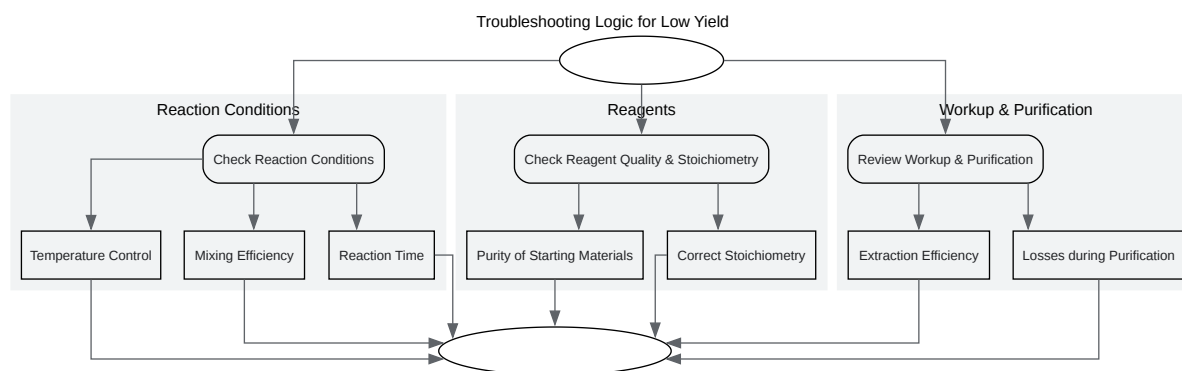 Troubleshooting Logic for Low Yield
Reaction Conditions
Reagents
Workup & Purification
Check Reaction Conditions
Check Reagent Quality & Stoichiometry
Review Workup & Purification
Temperature Control
Mixing Efficiency
Reaction Time
Purity of Starting Materials
Correct Stoichiometry
Extraction Efficiency
Losses during Purification